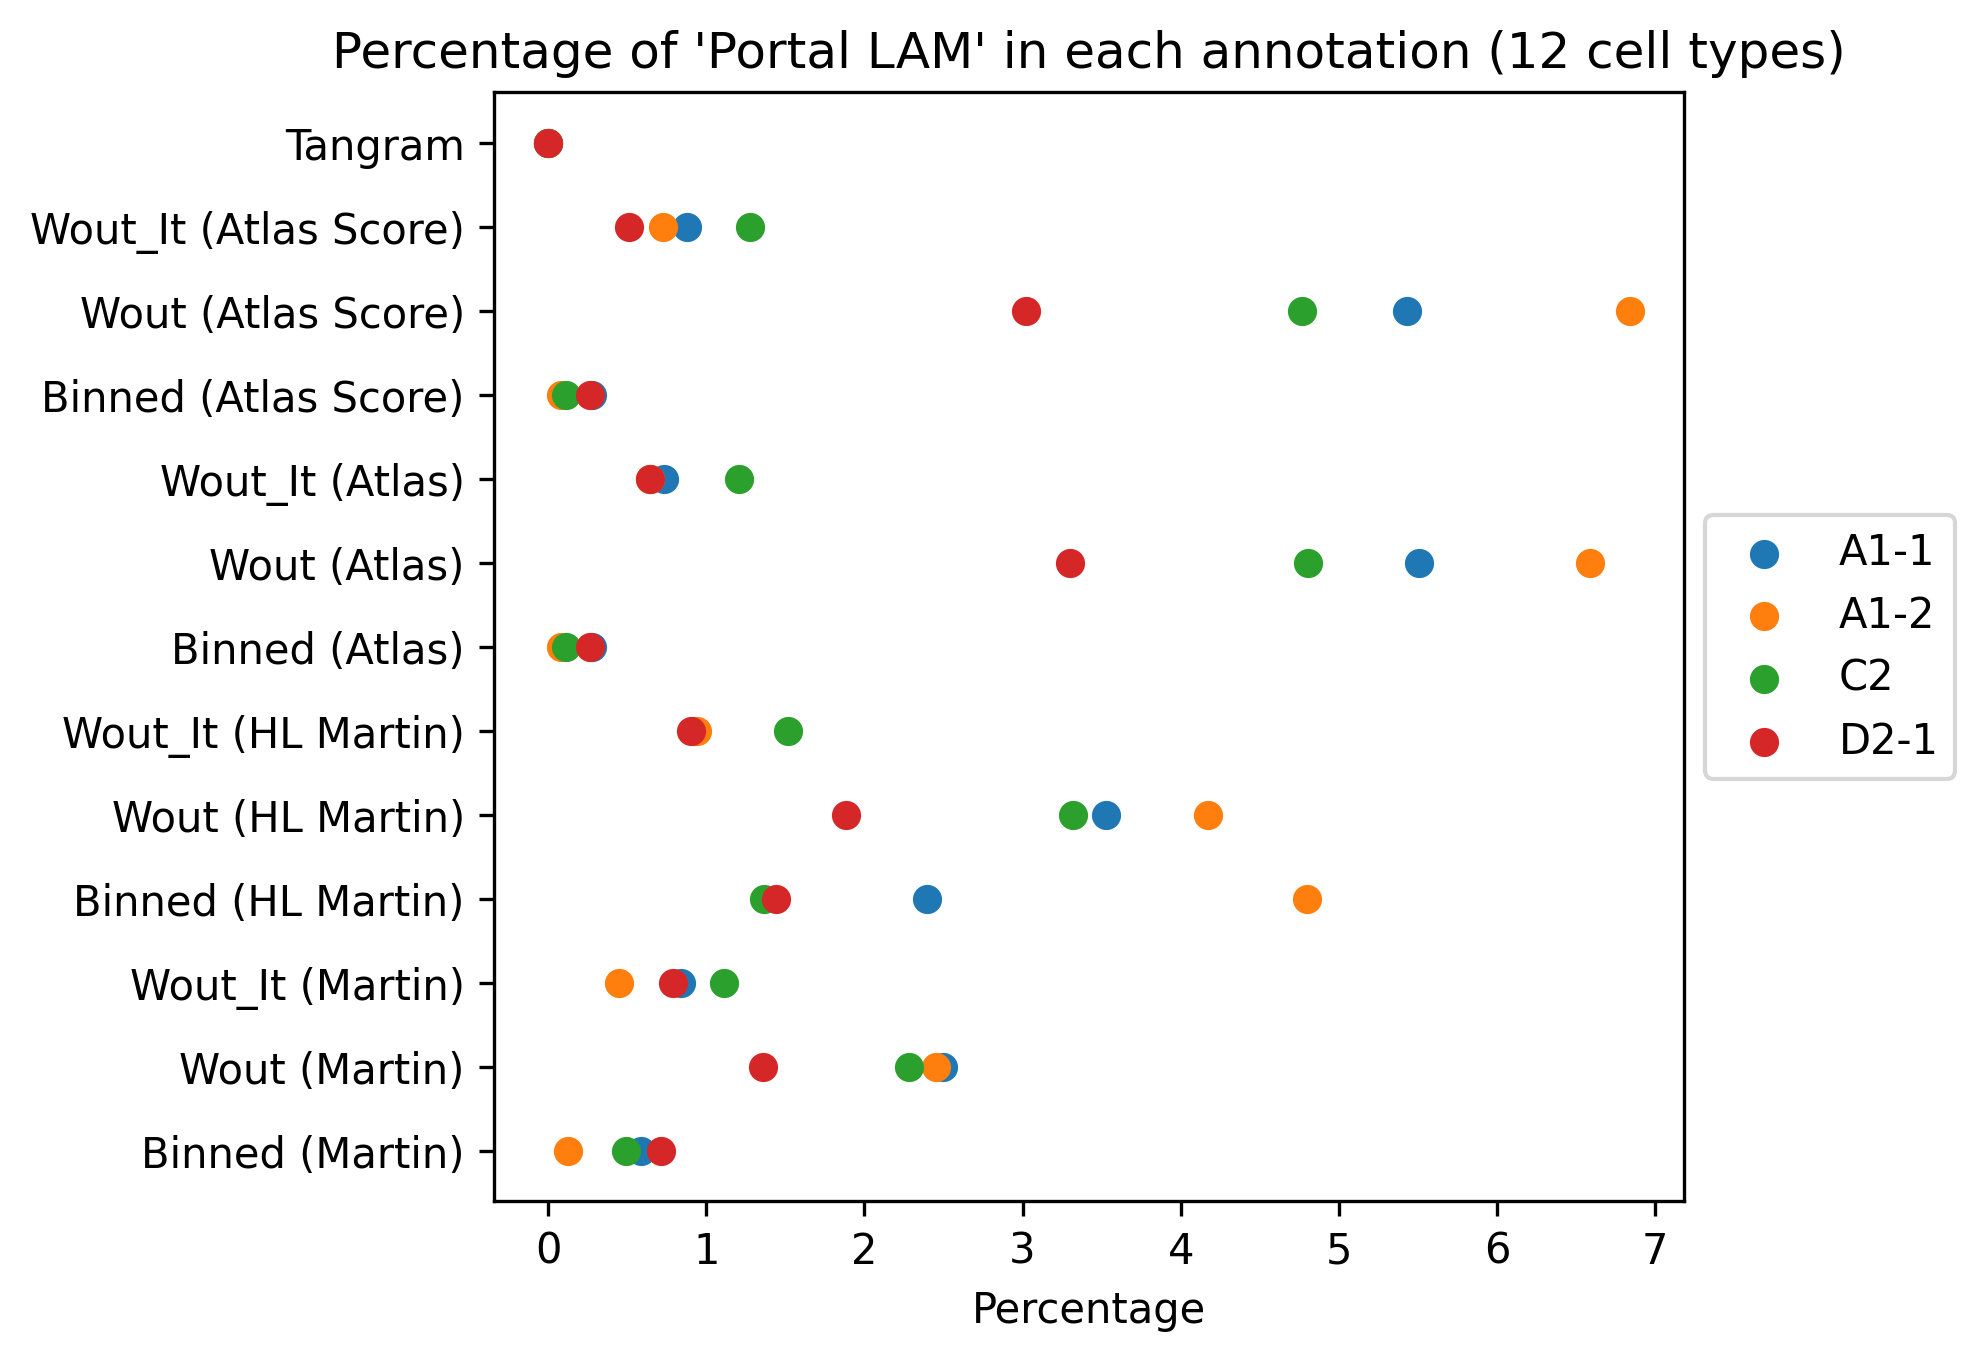 Percentage of 'Portal LAM' in each annotation (12 cell types)
Tangram
Wout_It (Atlas Score)
Wout (Atlas Score)
Binned (Atlas Score)
Wout_It (Atlas)
Wout (Atlas)
Binned (Atlas)
Wout_It (HL Martin)
Wout (HL Martin)
Binned (HL Martin)
Wout_It (Martin)
Wout (Martin)
Binned (Martin)
0 1 2 3 4 5 6 7
Percentage
A1-1
A1-2
C2
D2-1